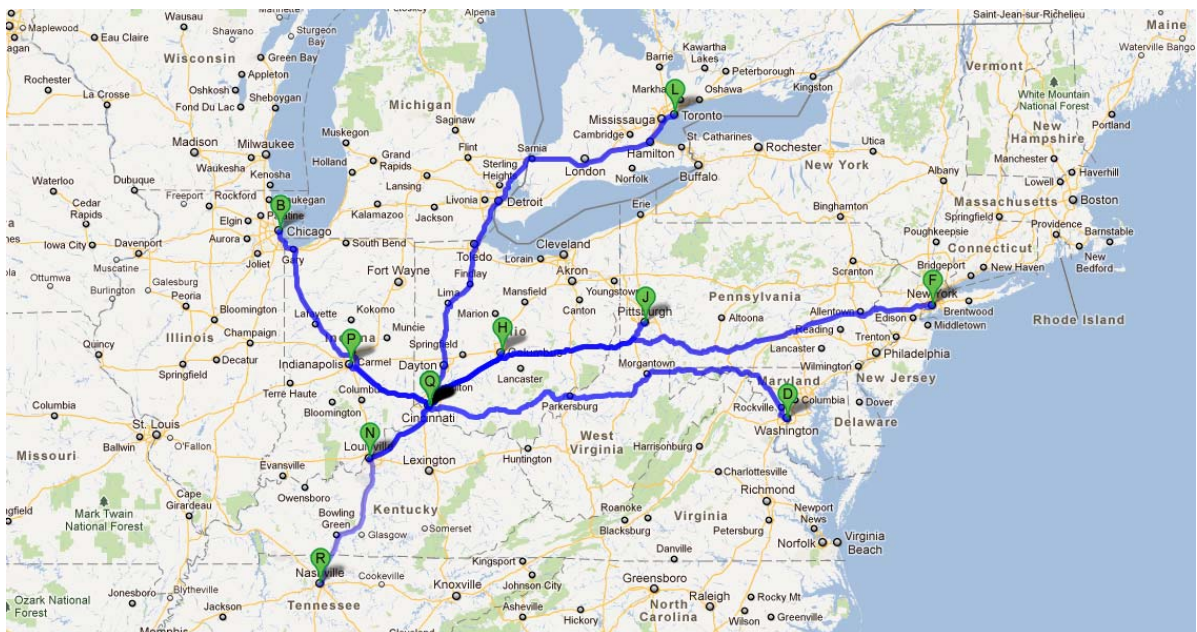 Maplewood
Eau Claire
Wausau
Shawano
Sturgeon
Bay
Green Bay
Wisconsin
Appleton
Rochester
Oshkosh
La Crosse
Fond Du Lac
Sheboygan
Madison
Milwaukee
Waukesha
Kenosha
Waterloo
Dubuque
Freeport
Rockford
Waukegan
Palatine
Elgin
Cedar
Rapids
B
Chicago
Iowa City
Davenport
Aurora
Joliet
Gary
Muscatine
Ottumwa
Galesburg
Burlington
Peoria
Bloomington
Champaign
Illinois
Decatur
Quincy
Springfield
Columbia
St. Louis
Ballwin
O'Fallon
Missouri
Mark Twain
National Forest
Cape
Girardeau
Ozark National
Forest
Jonesboro
Blytheville
Jackson
Memphis
Michigan
Saginaw
Muskegon
Holland
Grand
Rapids
Flint
Lansing
Sterling
Heights
Livonia
Kalamazoo
Jackson
Detroit
South Bend
Toledo
Fort Wayne
Findlay
Lima
Lafayette
Kokomo
P
Indianapolis
Carmel
Muncie
Terre Haute
Bloomington
Springfield
Dayton
Q
Cincinnati
Marion
Mansfield
H
Columbus
Lancaster
Lorain
Cleveland
Akron
Canton
Youngstown
Erie
J
Pittsburgh
Altoona
Pennsylvania
Morgantown
Parkersburg
West
Virginia
Huntington
N
Louisville
Lexington
Evansville
Owensboro
Kentucky
Bowling
Green
Glasgow
Somerset
R
Nashville
Cookeville
Tennessee
Knoxville
Kingsport
Johnson City
Asheville
Hickory
Cleveland
Barrie
Kawartha
Lakes
Peterborough
Kingston
Markham
L
Oshawa
Toronto
Mississauga
Cambridge
Hamilton
St. Catharines
Sarnia
London
Norfolk
Buffalo
Rochester
New York
Utica
Albany
Binghamton
Saint-Jean-sur-Richelieu
Vermont
Maine
Waterville
White Mountain
National Forest
New
Hampshire
Portland
Manchester
Haverhill
Lowell
Massachusetts
Springfield
Boston
Providence
Barnstable
New
Bedford
Connecticut
Poughkeepsie
Bridgeport
New Haven
Rhode Island
Scranton
F
New York
Brentwood
Edison
Middletown
Allentown
Reading
Trenton
Lancaster
Philadelphia
Wilmington
New Jersey
Maryland
D
Columbia
Rockville
Washington
Dover
Delaware
Harrisonburg
Charlottesville
Richmond
Roanoke
Blacksburg
Virginia
Petersburg
Newport
News
Norfolk
Virginia
Beach
Danville
Greensboro
North
Carolina
Raleigh
Rocky Mt
Wilson
Greenville